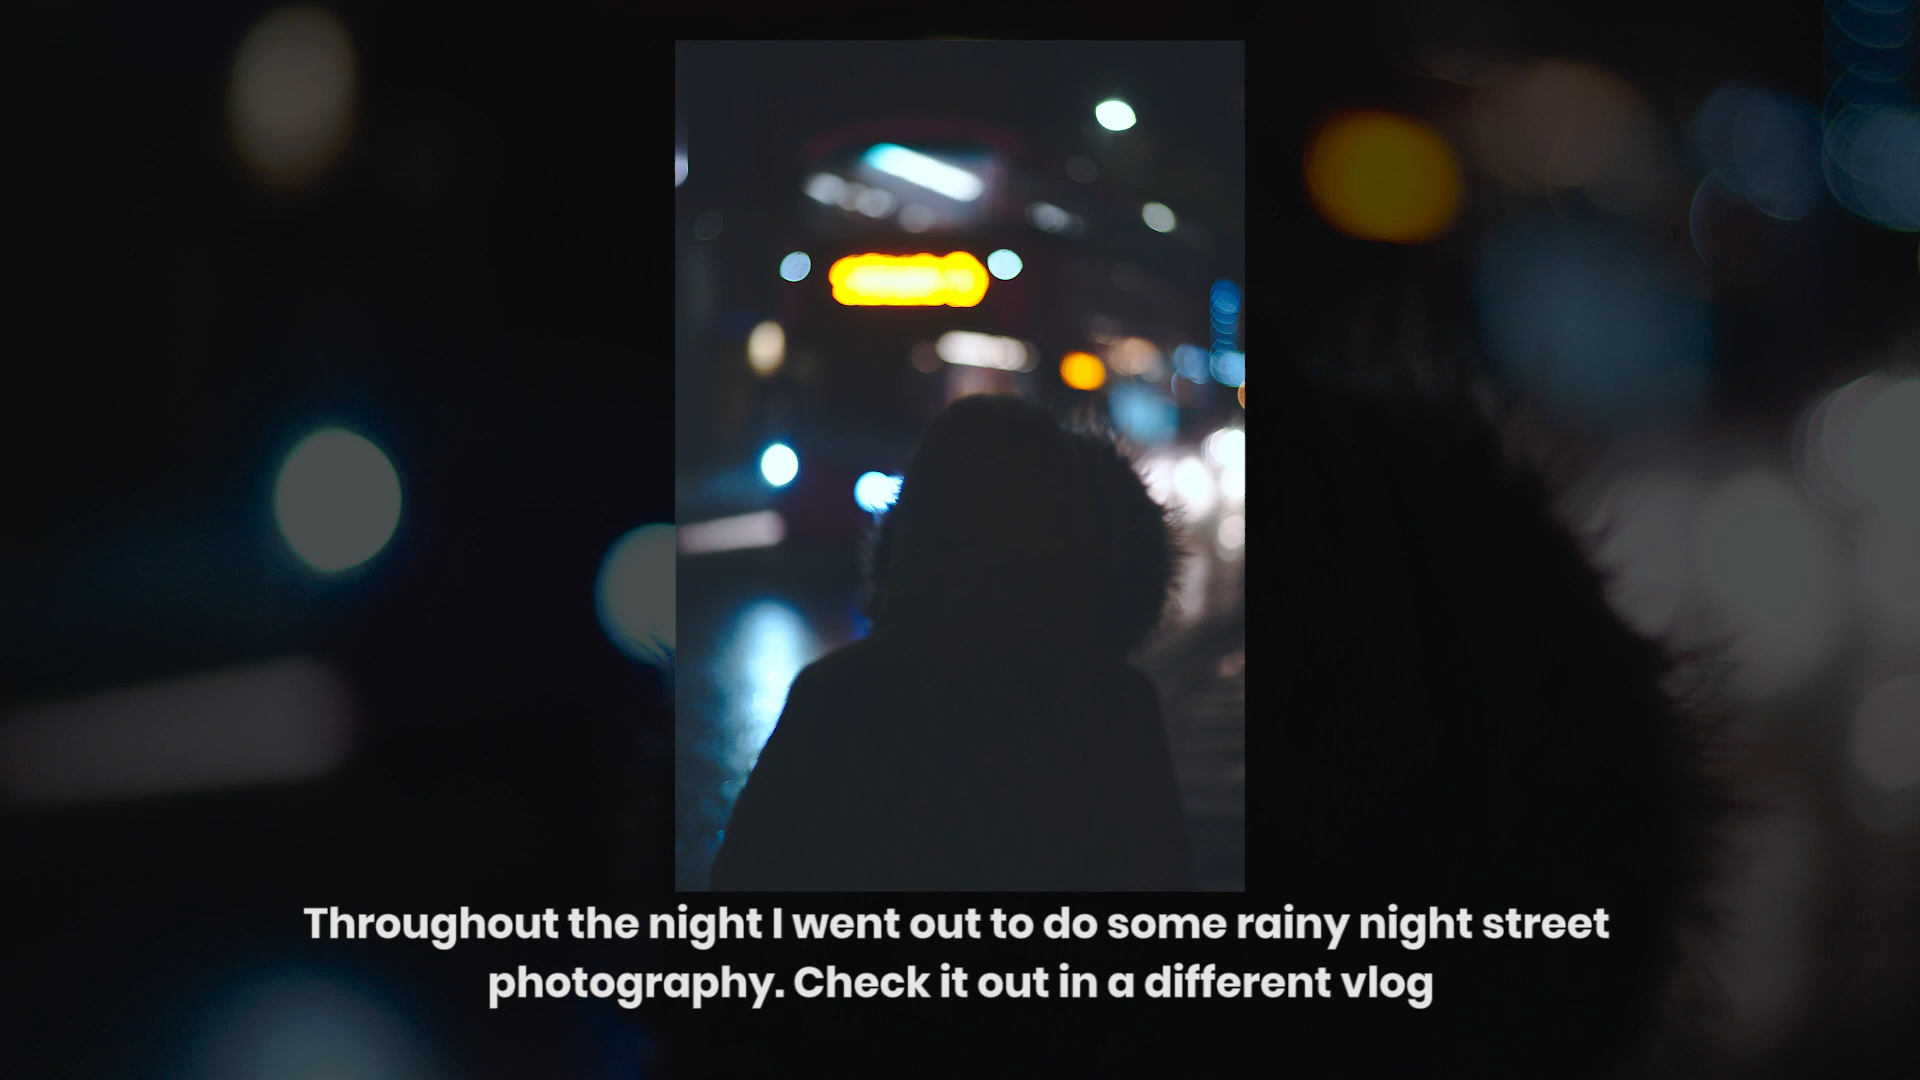 Throughout the night I went out to do some rainy night street
photography. Check it out in a different vlog